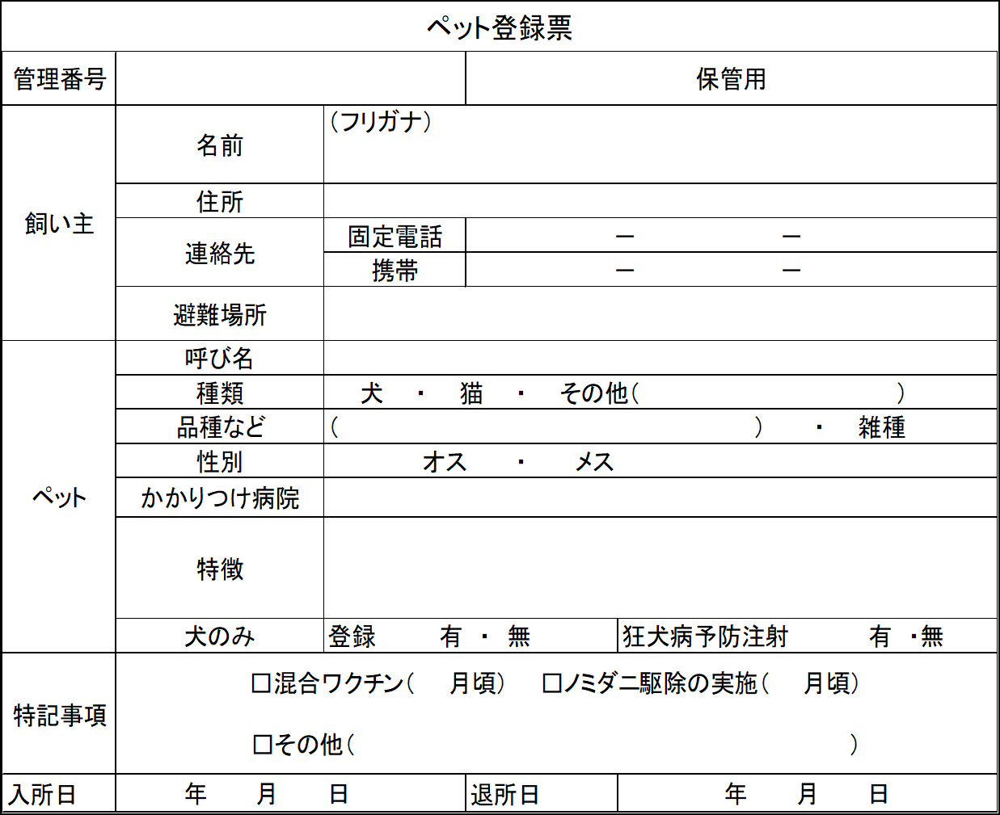 ペット登録票
管理番号 保管用
飼い主
名前 （フリガナ）
住所
連絡先 固定電話 － －
携帯 － －
避難場所
ペット
呼び名
種類 犬 ・ 猫 ・ その他（ ）
品種など （ ） ・ 雑種
性別 オス ・ メス
かかりつけ病院
特徴
犬のみ 登録 有 ・ 無 狂犬病予防注射 有 ・無
特記事項
□混合ワクチン（ 月頃） □ノミダニ駆除の実施（ 月頃）
□その他（ ）
入所日 年 月 日 退所日 年 月 日